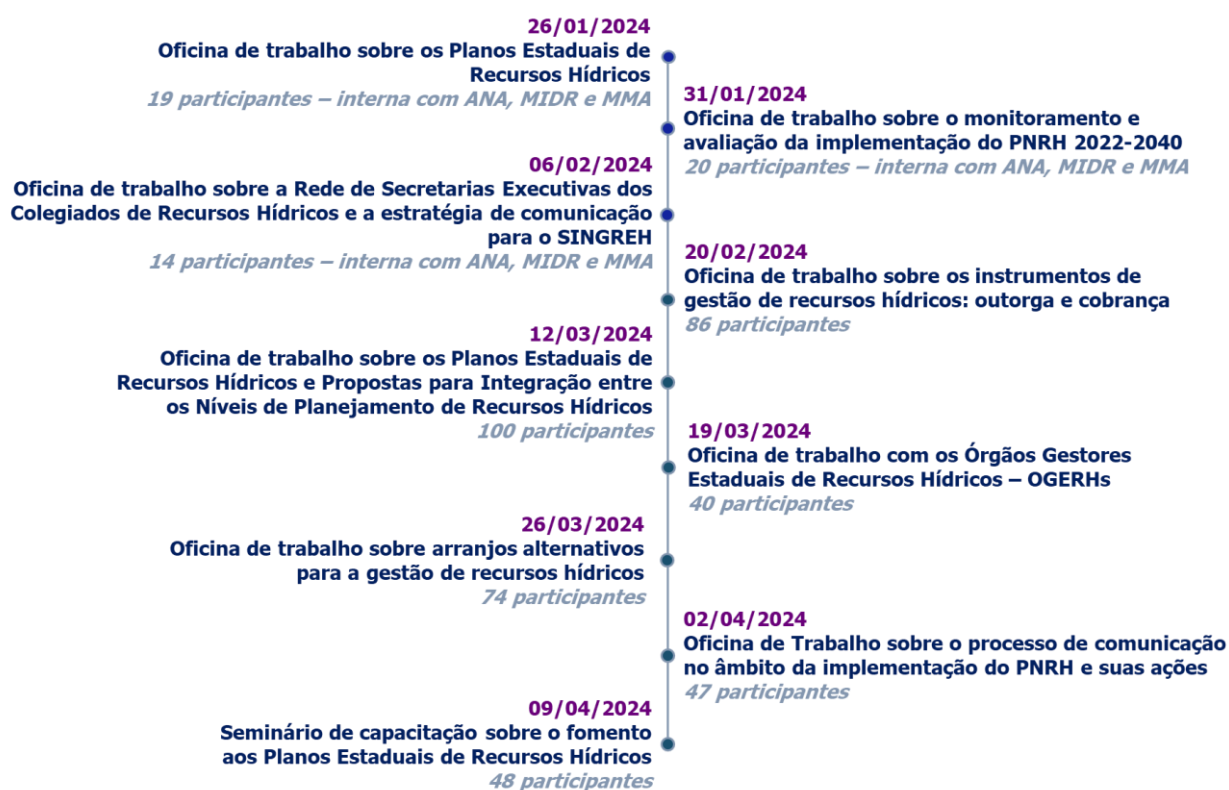 26/01/2024
Oficina de trabalho sobre os Planos Estaduais de
Recursos Hídricos
19 participantes – interna com ANA, MIDR e MMA
31/01/2024
Oficina de trabalho sobre o monitoramento e
avaliação da implementação do PNRH 2022-2040
20 participantes – interna com ANA, MIDR e MMA
06/02/2024
Oficina de trabalho sobre a Rede de Secretarias Executivas dos
Colegiados de Recursos Hídricos e a estratégia de comunicação
para o SINGREH
14 participantes – interna com ANA, MIDR e MMA
20/02/2024
Oficina de trabalho sobre os instrumentos de
gestão de recursos hídricos: outorga e cobrança
86 participantes
12/03/2024
Oficina de trabalho sobre os Planos Estaduais de
Recursos Hídricos e Propostas para Integração entre
os Níveis de Planejamento de Recursos Hídricos
100 participantes
19/03/2024
Oficina de trabalho com os Órgãos Gestores
Estaduais de Recursos Hídricos – OGERHs
40 participantes
26/03/2024
Oficina de trabalho sobre arranjos alternativos
para a gestão de recursos hídricos
74 participantes
02/04/2024
Oficina de Trabalho sobre o processo de comunicação
no âmbito da implementação do PNRH e suas ações
47 participantes
09/04/2024
Seminário de capacitação sobre o fomento
aos Planos Estaduais de Recursos Hídricos
48 participantes